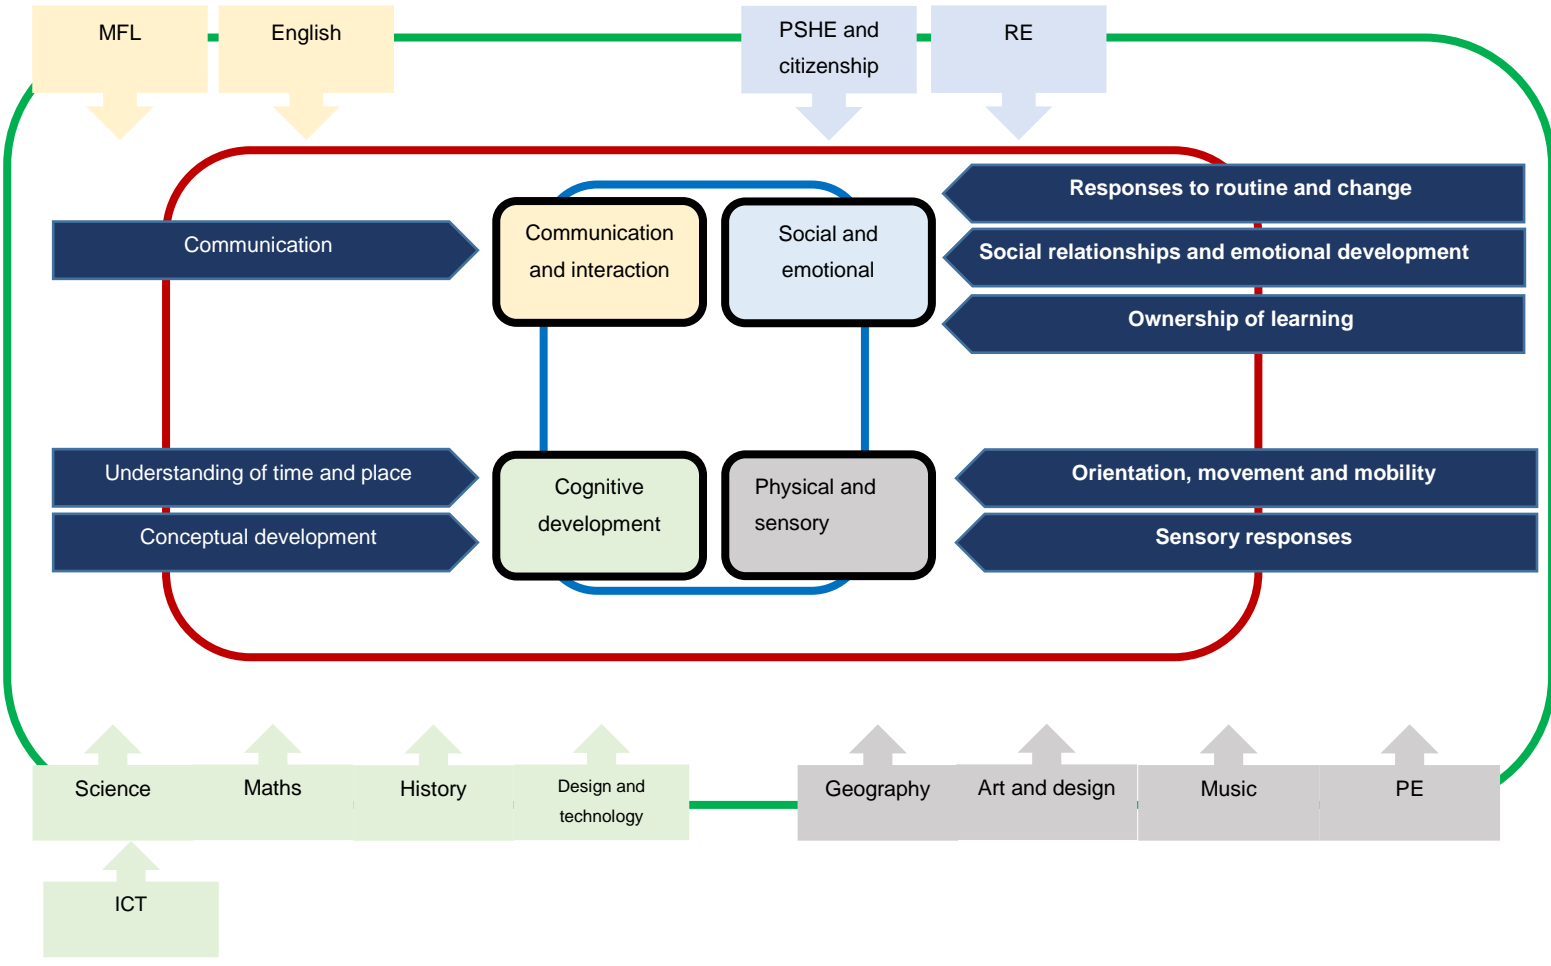 MFL
English
PSHE and
citizenship
RE
Communication
Communication
and interaction
Social and
emotional
Responses to routine and change
Social relationships and emotional development
Ownership of learning
Understanding of time and place
Conceptual development
Cognitive
development
Physical and
sensory
Orientation, movement and mobility
Sensory responses
Science
Maths
History
Design and
technology
Geography
Art and design
Music
PE
ICT